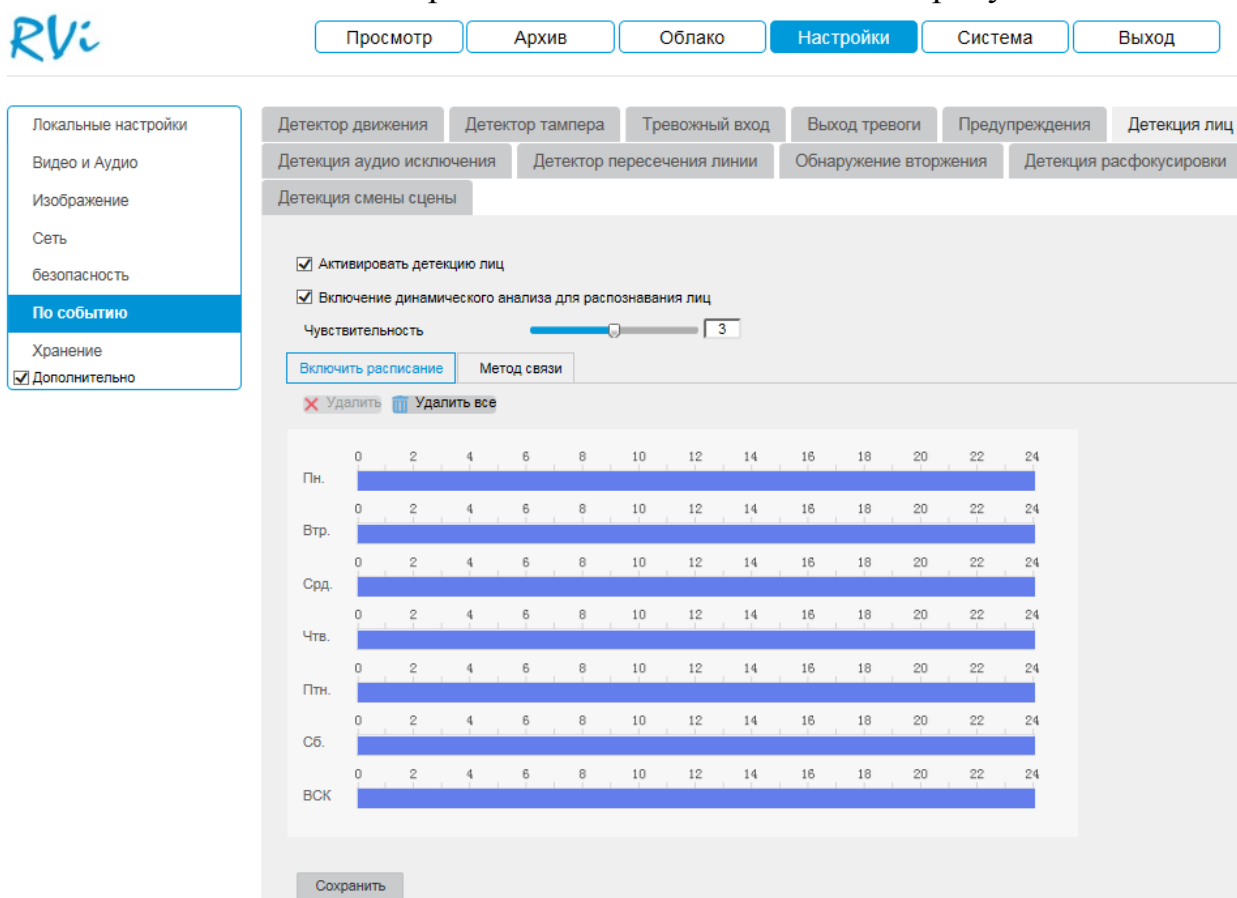 RVi
Просмотр Архив Облако Настройки Система Выход
Локальные настройки
Видео и Аудио
Изображение
Сеть
безопасность
По событию
Хранение
Дополнительно
Детектор движения Детектор тампера Тревожный вход Выход тревоги Предупреждения Детекция лиц
Детекция аудио исключения Детектор пересечения линии Обнаружение вторжения Детекция расфокусировки
Детекция смены сцены
Активировать детекцию лиц
Включение динамического анализа для распознавания лиц
Чувствительность 3
Включить расписание Метод связи
Удалить Удалить все
0 2 4 6 8 10 12 14 16 18 20 22 24
Пн.
0 2 4 6 8 10 12 14 16 18 20 22 24
Втр.
0 2 4 6 8 10 12 14 16 18 20 22 24
Срд.
0 2 4 6 8 10 12 14 16 18 20 22 24
Чтв.
0 2 4 6 8 10 12 14 16 18 20 22 24
Птн.
0 2 4 6 8 10 12 14 16 18 20 22 24
Сб.
0 2 4 6 8 10 12 14 16 18 20 22 24
ВСК
Сохранить